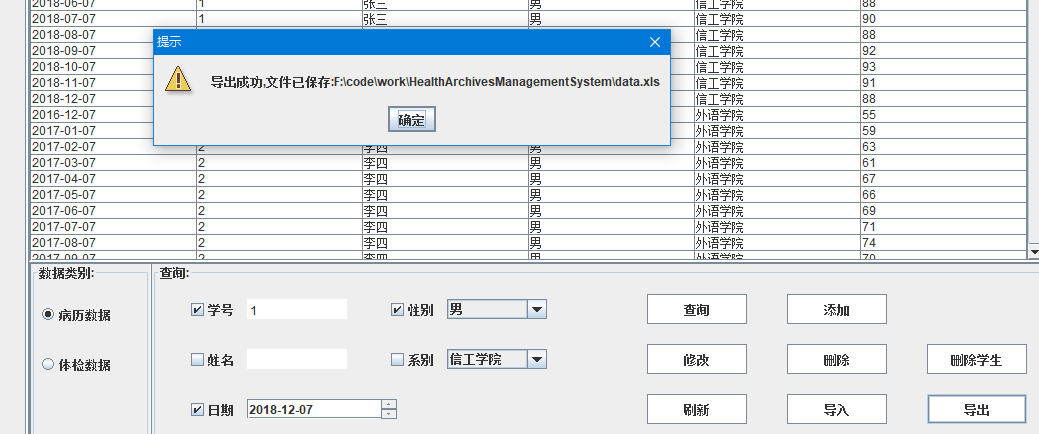 2018-06-07 1 张三 男 信工学院 88
2018-07-07 1 张三 男 信工学院 90
2018-08-07 信工学院 88
2018-09-07 信工学院 92
2018-10-07 信工学院 93
2018-11-07 信工学院 91
2018-12-07 信工学院 88
2016-12-07 外语学院 55
2017-01-07 外语学院 59
提示
导出成功,文件已保存:F:\code\work\HealthArchivesManagementSystem\data.xls
确定
2017-02-07 2 李四 男 外语学院 63
2017-03-07 2 李四 男 外语学院 61
2017-04-07 2 李四 男 外语学院 67
2017-05-07 2 李四 男 外语学院 66
2017-06-07 2 李四 男 外语学院 69
2017-07-07 2 李四 男 外语学院 71
2017-08-07 2 李四 男 外语学院 74
2017-09-07 2 李四 男 外语学院 70
数据类别: 查询:
病历数据 学号 1 性别 男 查询 添加
体检数据 姓名 系别 信工学院 修改 删除 删除学生
日期 2018-12-07 刷新 导入 导出